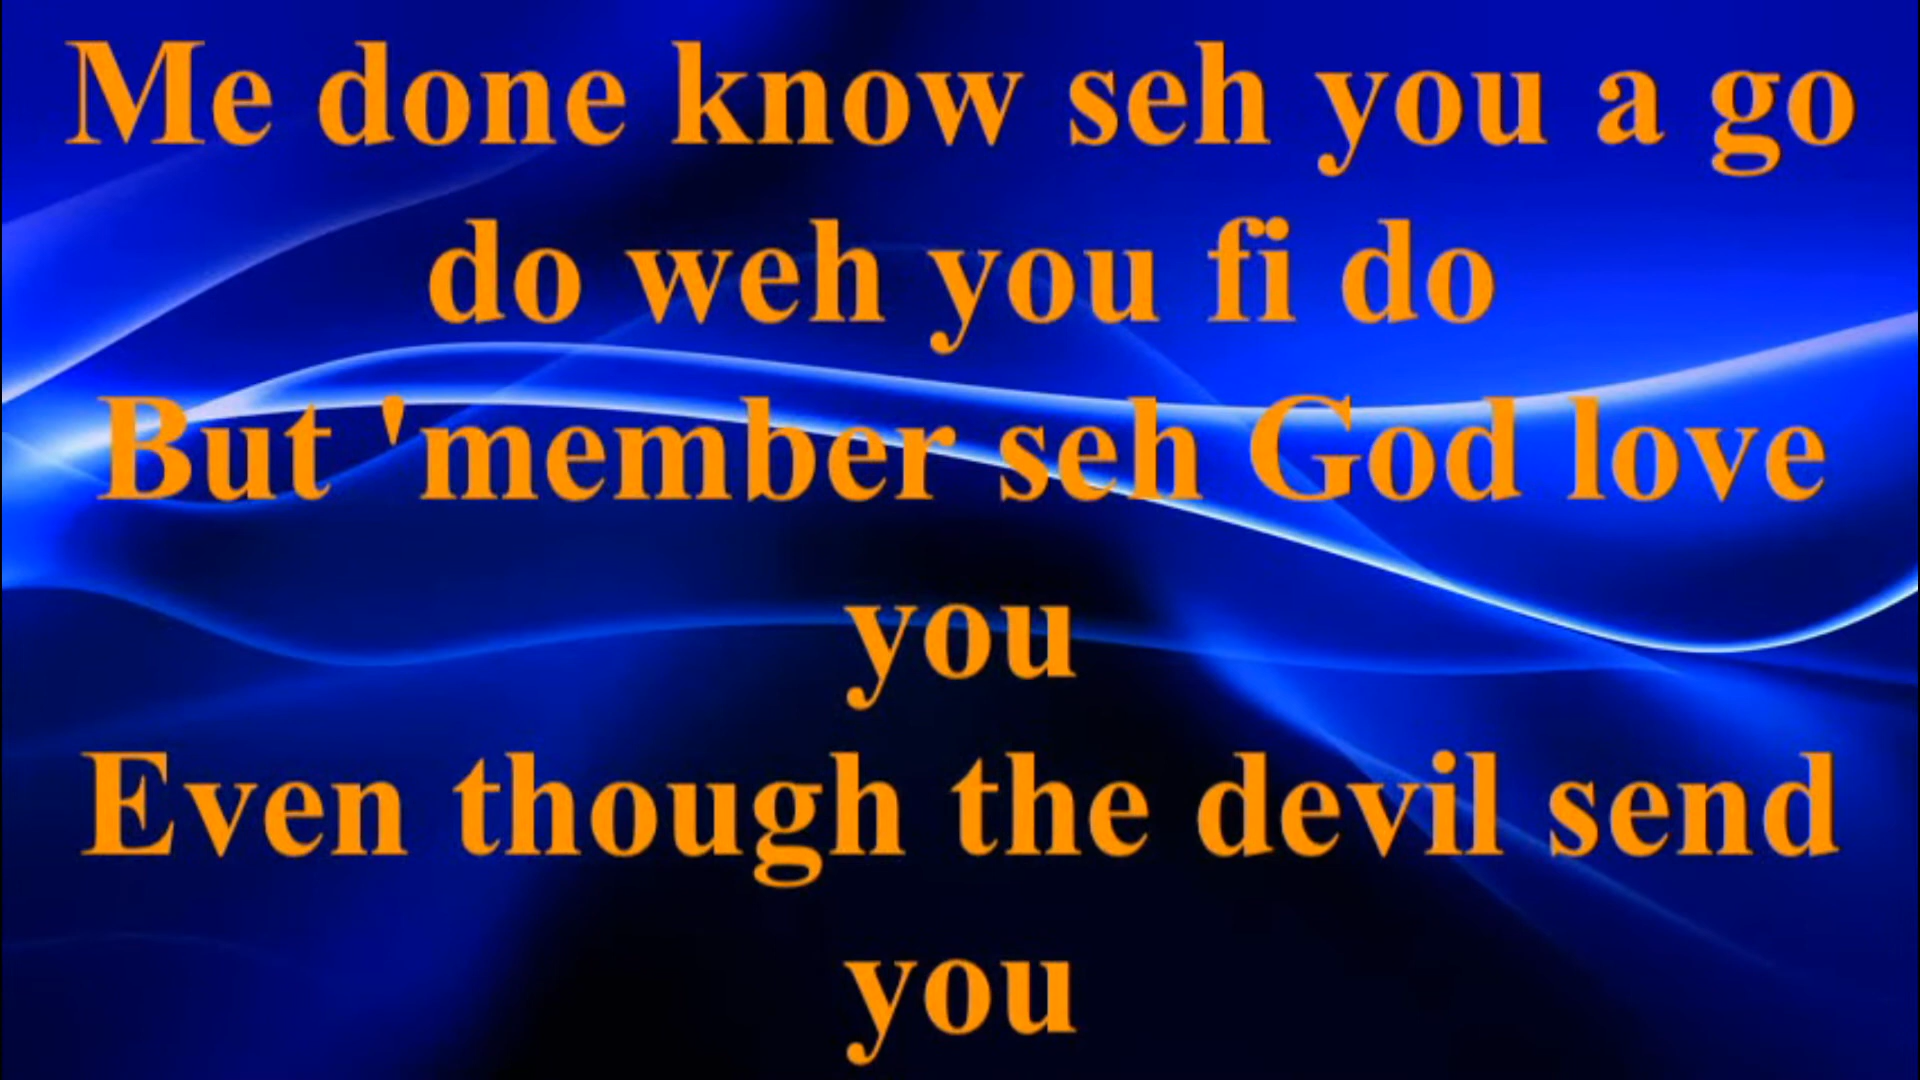 Me done know seh you a go
do weh you fi do
But 'member seh God love
you
Even though the devil send
you